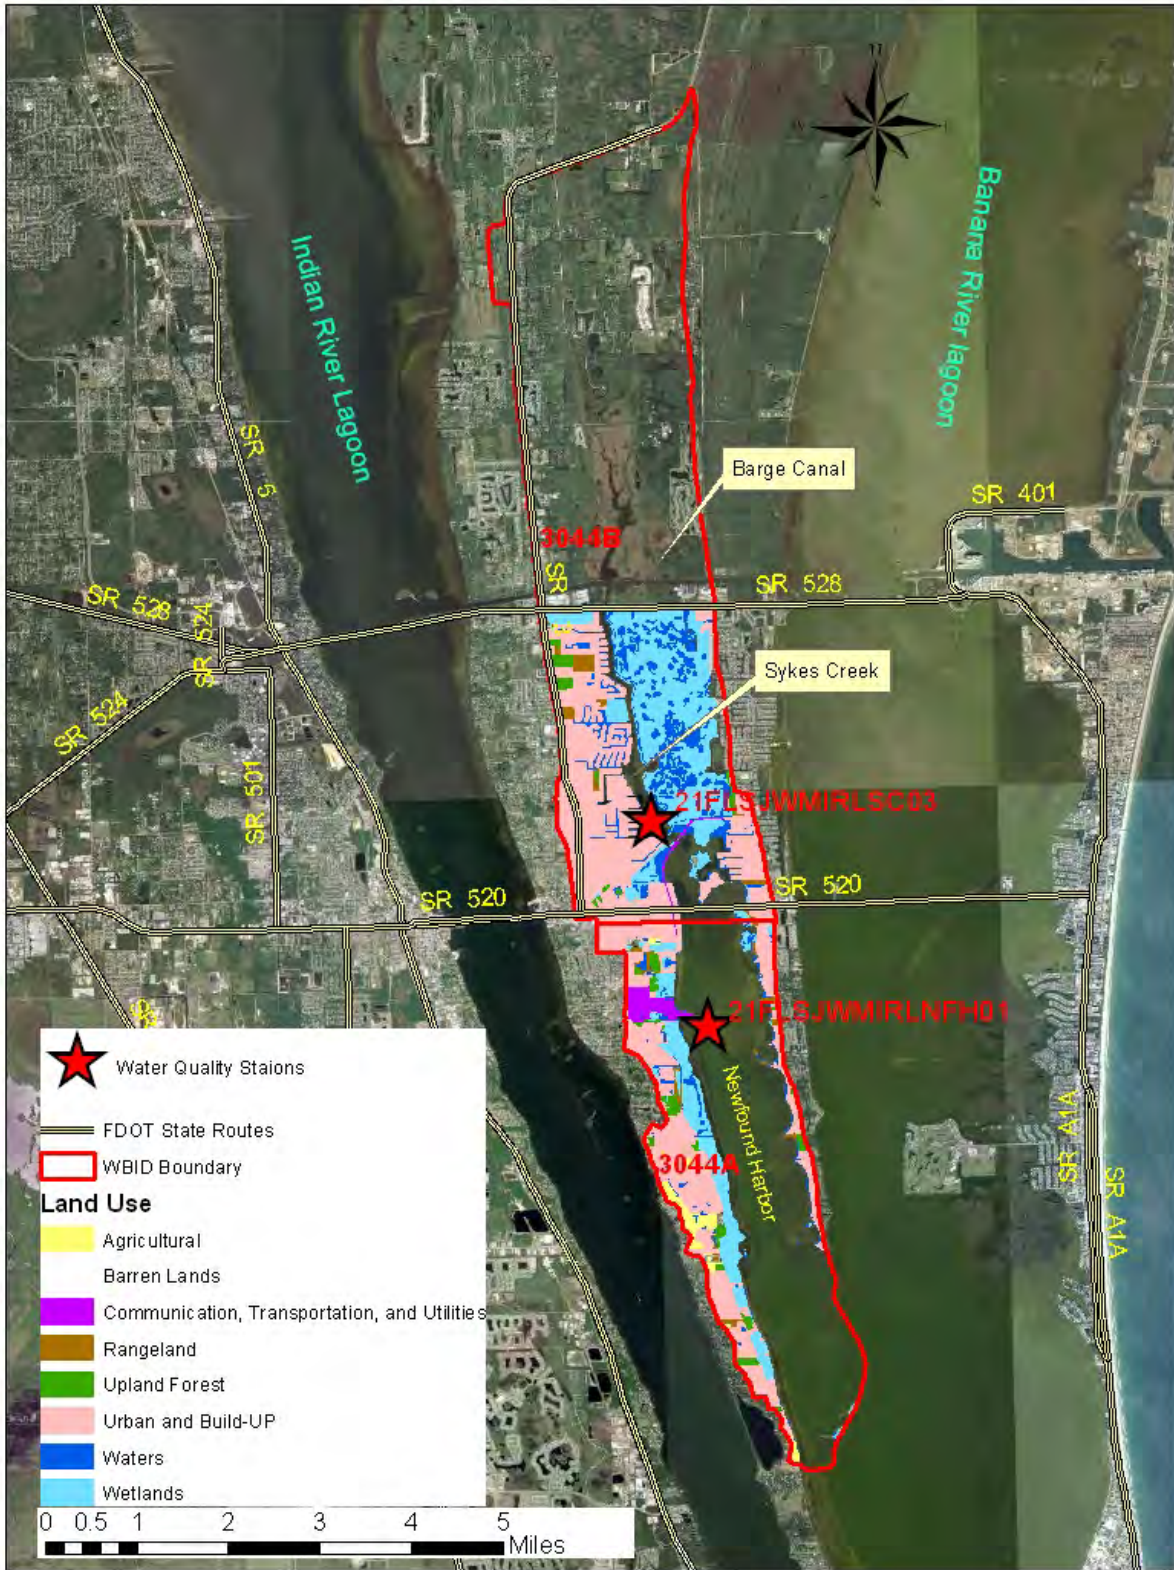 N
W
E
S
Indian River Lagoon
Banana River lagoon
SR 5
Barge Canal
SR 401
3044B
SR
SR 528
SR 528
SR 524
Sykes Creek
SR 524
SR 501
21FLSJWMIRLSC03
SR 520
SR 520
21FLSJWMIRLNFH01
Newfound Harbor
3044A
SR A1A
SR A1A
Water Quality Staions
FDOT State Routes
WBID Boundary
Land Use
Agricultural
Barren Lands
Communication, Transportation, and Utilities
Rangeland
Upland Forest
Urban and Build-UP
Waters
Wetlands
0 0.5 1 2 3 4 5
Miles